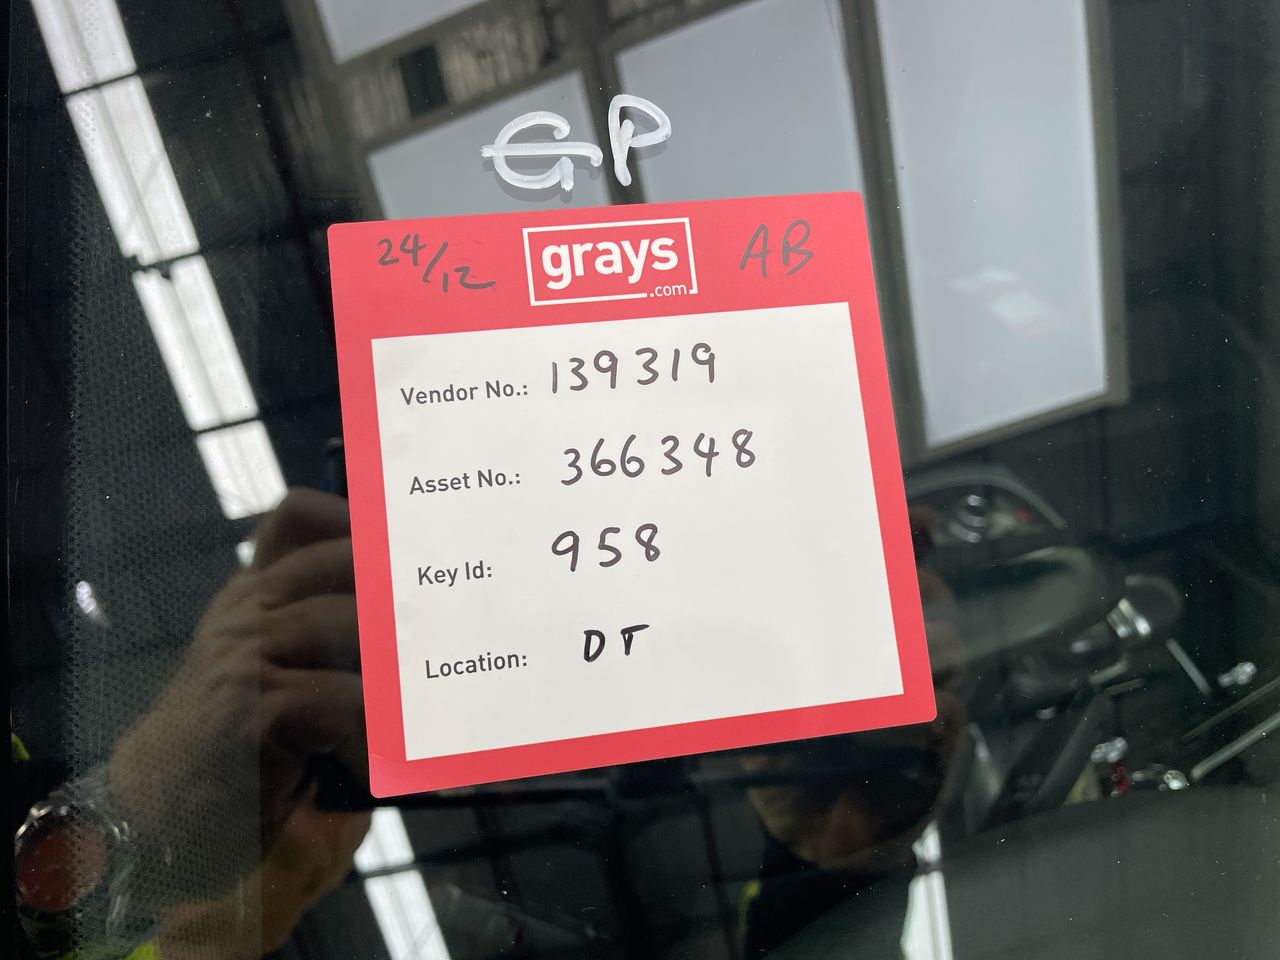 GP
24/12 grays .com AB
Vendor No.: 139319
Asset No.: 366348
Key Id: 958
Location: DT